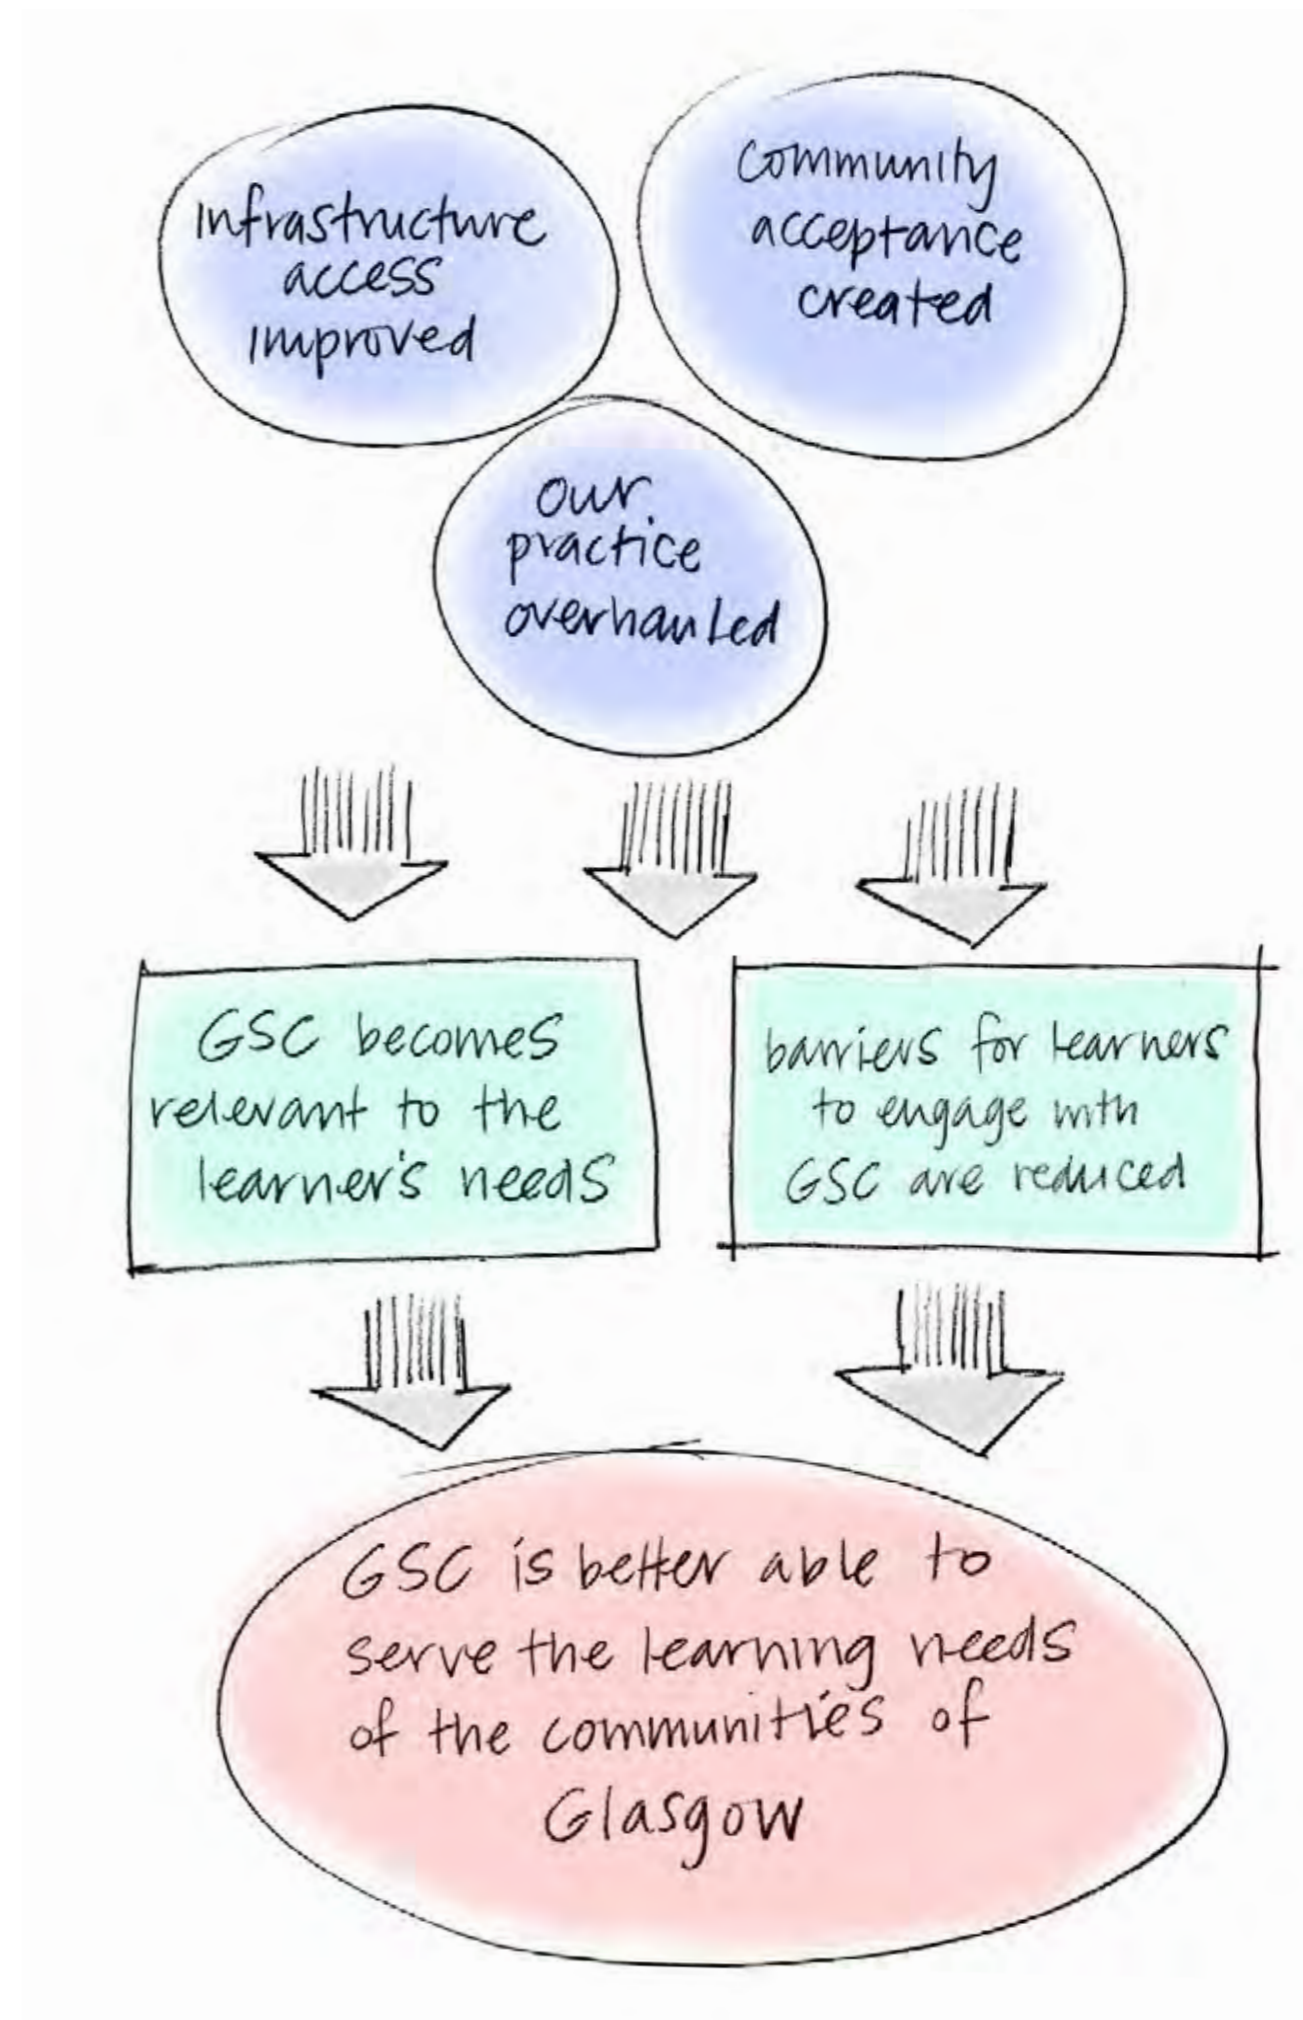 Infrastructure
access
improved
community
acceptance
created
our
practice
overhauled
GSC becomes
relevant to the
learner's needs
barriers for learners
to engage with
GSC are reduced
GSC is better able to
serve the learning needs
of the communities of
Glasgow